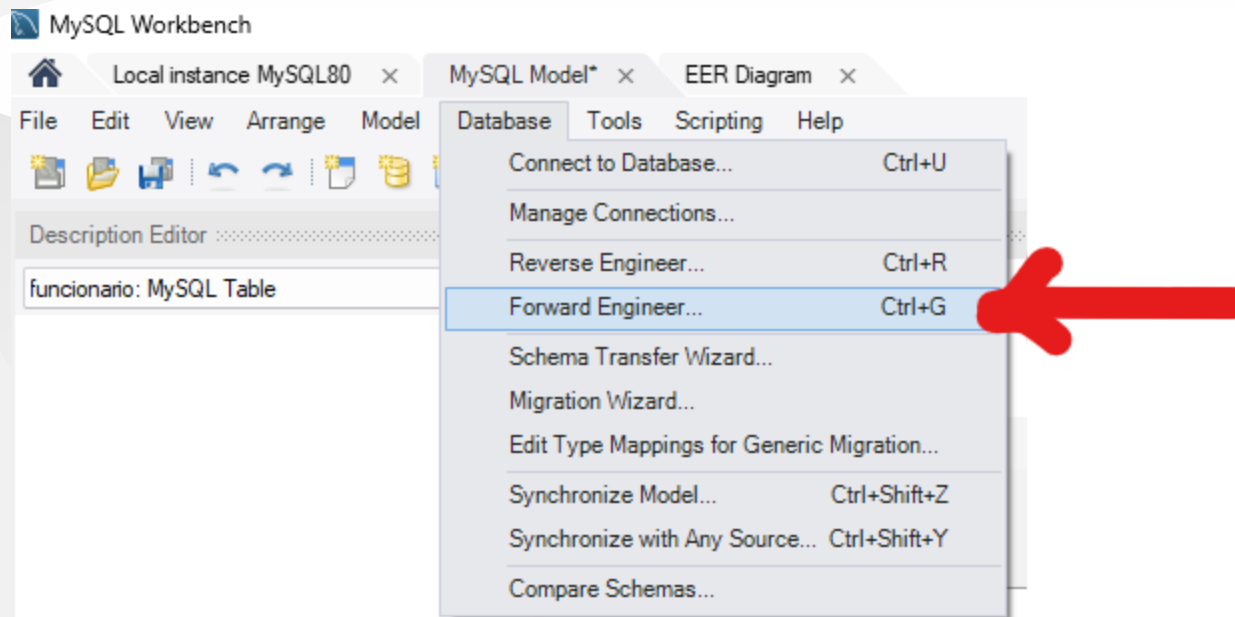 MySQL Workbench
Local instance MySQL80 × MySQL Model* × EER Diagram ×
File Edit View Arrange Model Database Tools Scripting Help
Connect to Database... Ctrl+U
Manage Connections...
Description Editor
Reverse Engineer... Ctrl+R
funcionario: MySQL Table
Forward Engineer... Ctrl+G
Schema Transfer Wizard...
Migration Wizard...
Edit Type Mappings for Generic Migration...
Synchronize Model... Ctrl+Shift+Z
Synchronize with Any Source... Ctrl+Shift+Y
Compare Schemas...